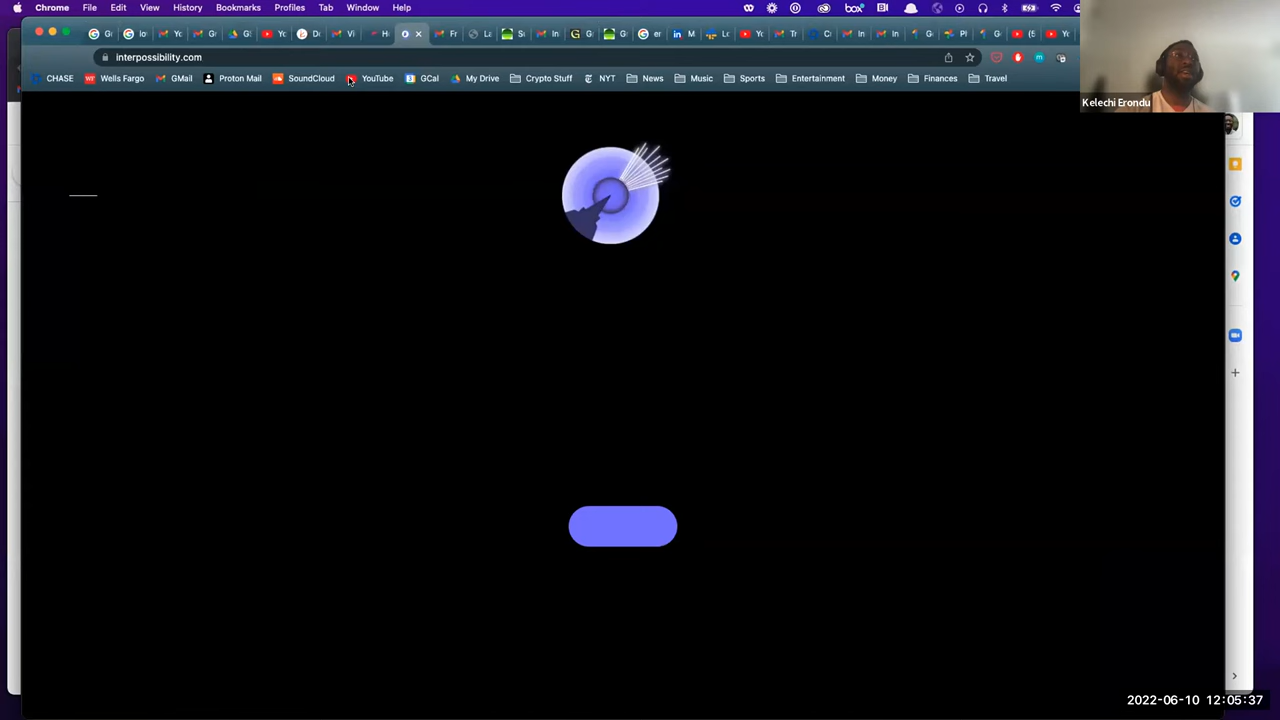 Chrome File Edit View History Bookmarks Profiles Tab Window Help
box
interpossibility.com
CHASE Wells Fargo GMail Proton Mail SoundCloud YouTube GCal My Drive Crypto Stuff NYT News Music Sports Entertainment Money Finances Travel
Kelechi Erondu
2022-06-10 12:05:37